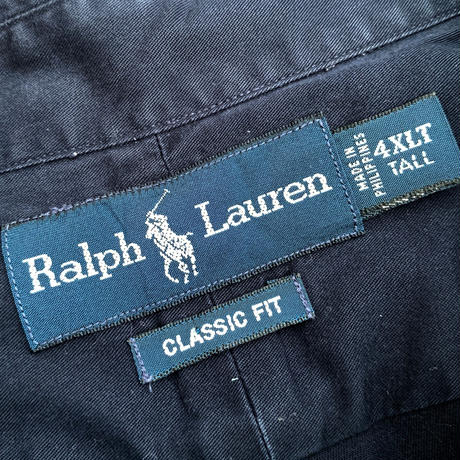 Ralph Lauren
CLASSIC FIT
MADE IN
PHILIPPINES
4XLT
TALL